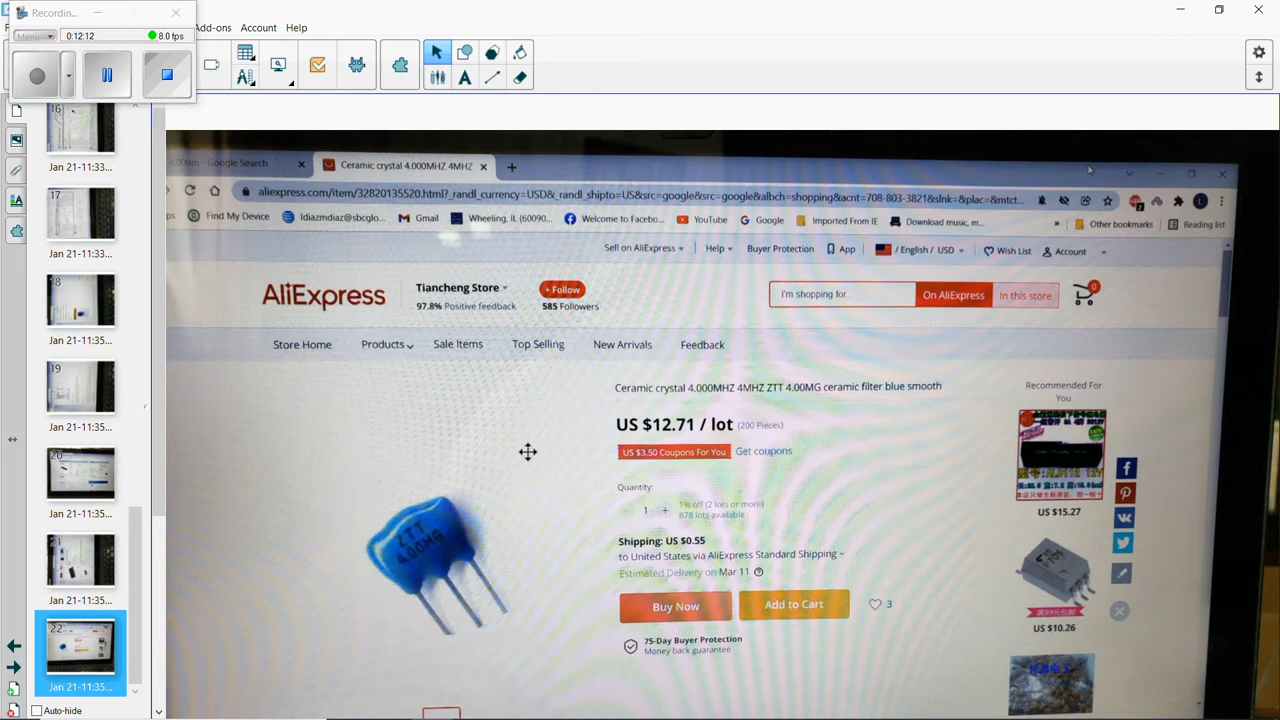 Recordin...
Menu
0:12:12
8.0 fps
Add-ons Account Help
16
Jan 21-11:33...
17
Jan 21-11:33...
18
Jan 21-11:35...
19
Jan 21-11:35...
20
Jan 21-11:35...
21
Jan 21-11:35...
22
Jan 21-11:35...
Auto-hide
- Google Search
Ceramic crystal 4.000MHZ 4MHZ
aliexpress.com/item/32820135520.html?_randl_currency=USD&_randl_shipto=US&src=google&src=google&albch=shopping&acnt=708-803-3821&slnk=&plac=&mtct...
Find My Device
ldiazmdiaz@sbcglo...
Gmail
Wheeling, IL (60090...
Welcome to Facebo...
YouTube
Google
Imported From IE
Download music, m...
»
Other bookmarks
Reading list
Sell on AliExpress
Help
Buyer Protection
App
/ English / USD
Wish List
Account
AliExpress
Tiancheng Store
97.8% Positive feedback
+ Follow
585 Followers
I'm shopping for...
On AliExpress
In this store
0
Store Home
Products
Sale Items
Top Selling
New Arrivals
Feedback
Ceramic crystal 4.000MHZ 4MHZ ZTT 4.00MG ceramic filter blue smooth
US $12.71 / lot (200 Pieces)
US $3.50 Coupons For You
Get coupons
Quantity:
1 +
1% off (2 lots or more)
878 lots available
Shipping: US $0.55
to United States via AliExpress Standard Shipping
Estimated Delivery on Mar 11
Buy Now
Add to Cart
3
75-Day Buyer Protection
Money back guarantee
ZTT
4.00MG
Recommended For
You
US $15.27
US $10.26